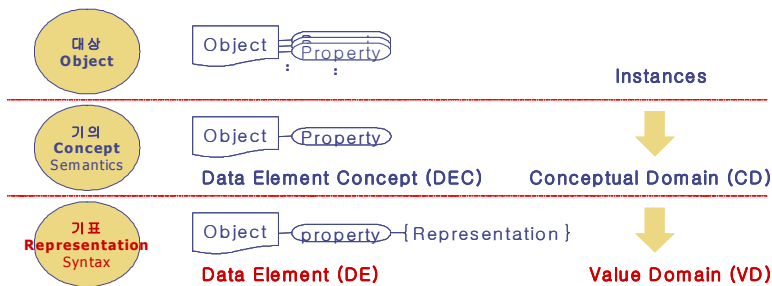 대상
Object
Object
Property
Instances
기의
Concept
Semantics
Object
Property
Data Element Concept (DEC)
Conceptual Domain (CD)
기표
Representation
Syntax
Object
property
{Representation}
Data Element (DE)
Value Domain (VD)